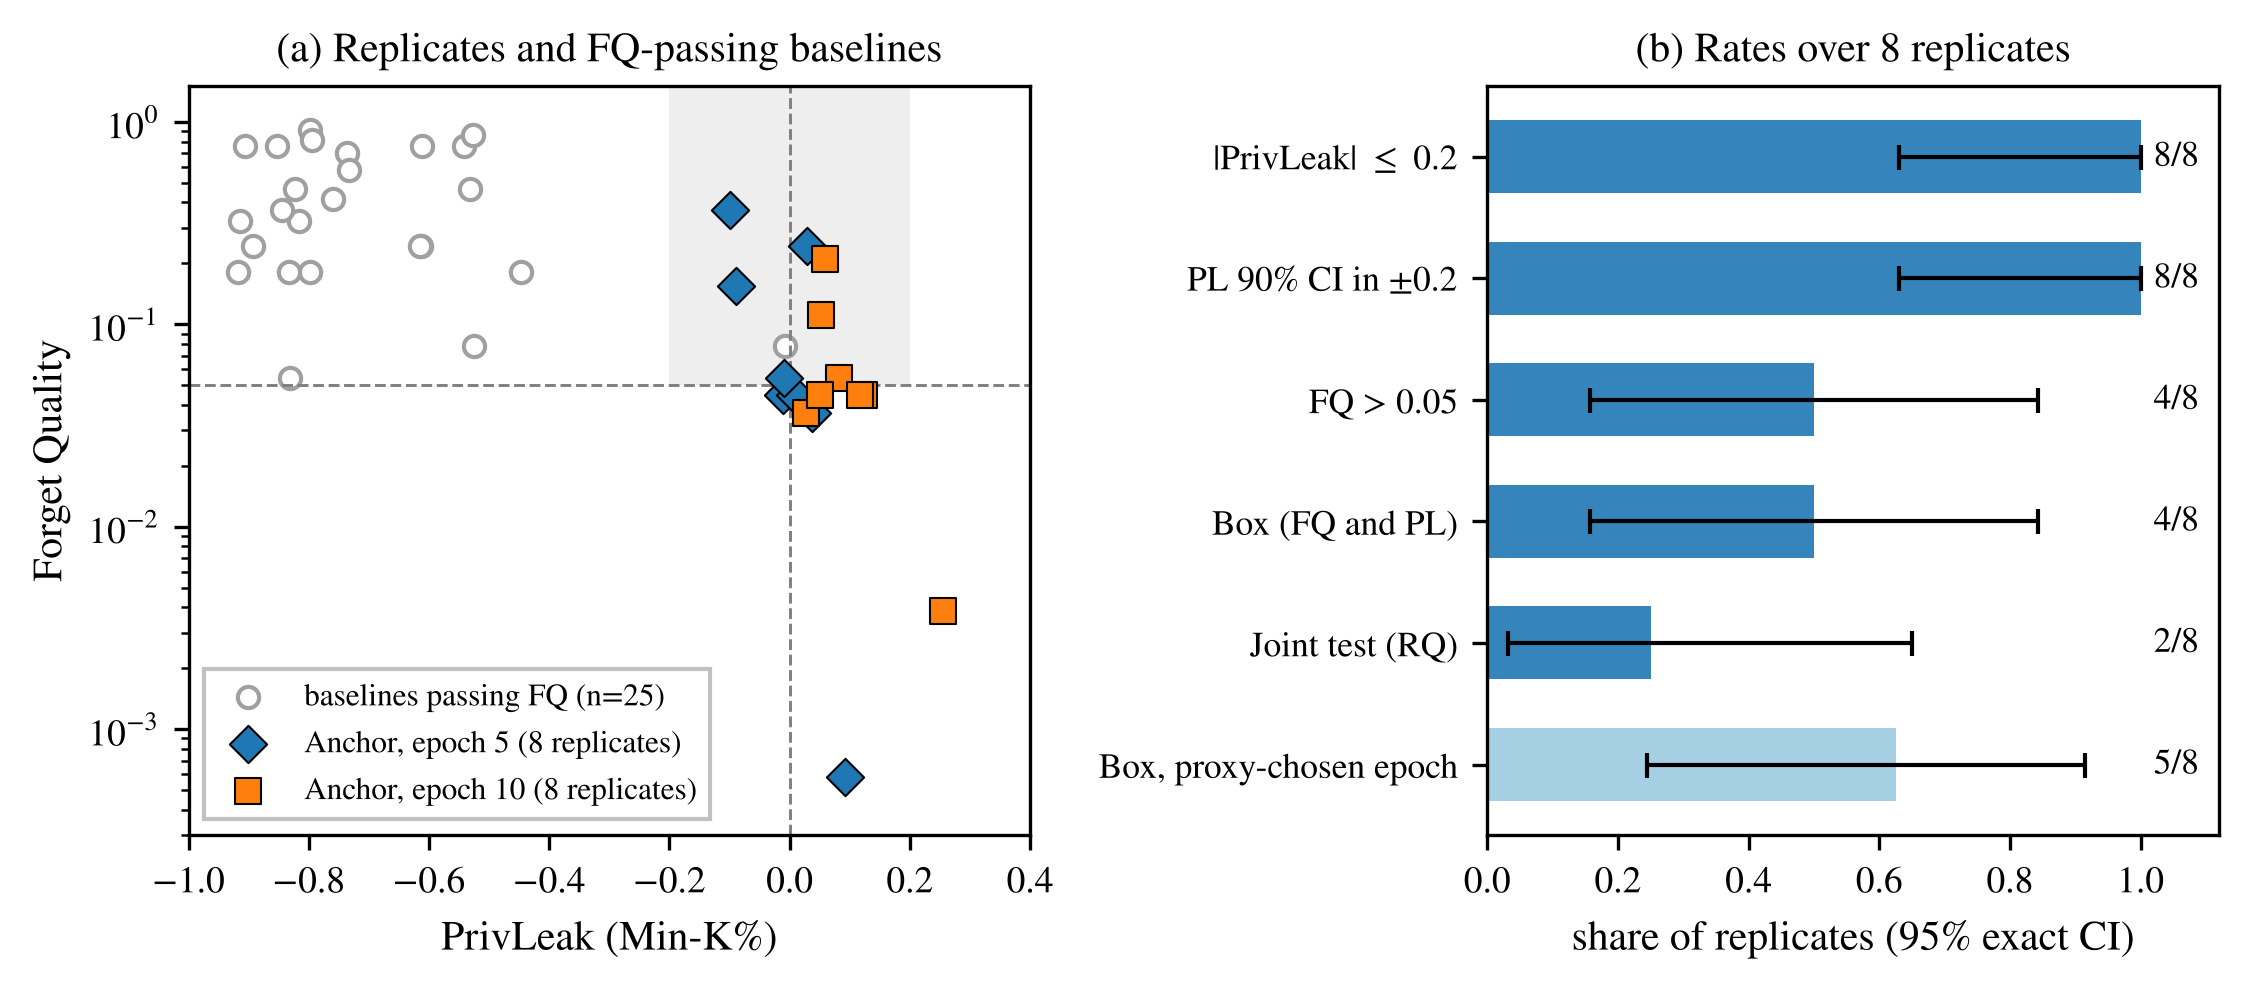 (a) Replicates and FQ-passing baselines
10⁰
10⁻¹
10⁻²
10⁻³
Forget Quality
baselines passing FQ (n=25)
Anchor, epoch 5 (8 replicates)
Anchor, epoch 10 (8 replicates)
−1.0 −0.8 −0.6 −0.4 −0.2 0.0 0.2 0.4
PrivLeak (Min-K%)
(b) Rates over 8 replicates
|PrivLeak| ≤ 0.2 8/8
PL 90% CI in ±0.2 8/8
FQ > 0.05 4/8
Box (FQ and PL) 4/8
Joint test (RQ) 2/8
Box, proxy-chosen epoch 5/8
0.0 0.2 0.4 0.6 0.8 1.0
share of replicates (95% exact CI)